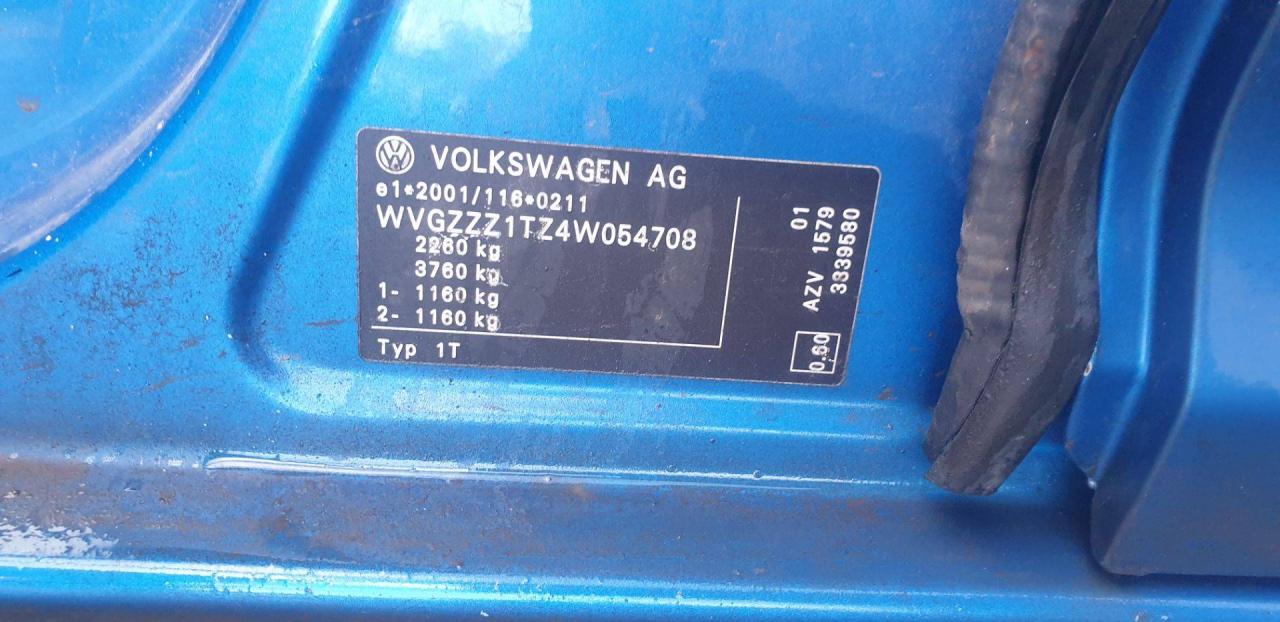 VOLKSWAGEN AG
e1*2001/116*0211
WVGZZZ1TZ4W054708
2260 kg
3760 kg
1- 1160 kg
2- 1160 kg
Typ 1T
01
AZV 1579
3339580
0.60